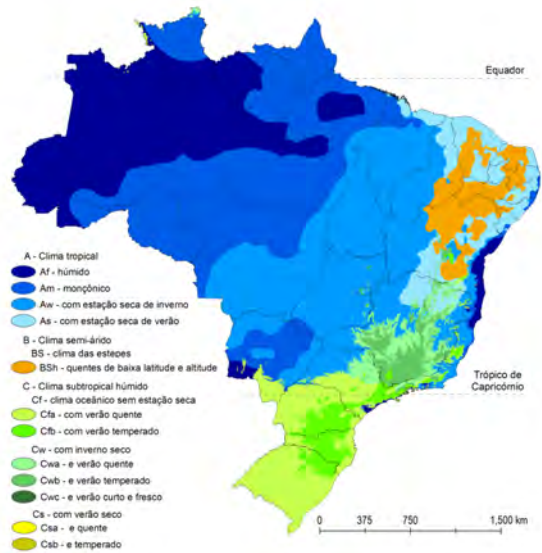 Equador
A - Clima tropical
Af - húmido
Am - monçônico
Aw - com estação seca de inverno
As - com estação seca de verão
B - Clima semi-árido
BS - clima das estepes
BSh - quentes de baixa latitude e altitude
Trópico de
Capricórnio
C - Clima subtropical húmido
Cf - clima oceânico sem estação seca
Cfa - com verão quente
Cfb - com verão temperado
Cw - com inverno seco
Cwa - e verão quente
Cwb - e verão temperado
Cwc - e verão curto e fresco
Cs - com verão seco
Csa - e quente
Csb - e temperado
0 375 750 1,500 km